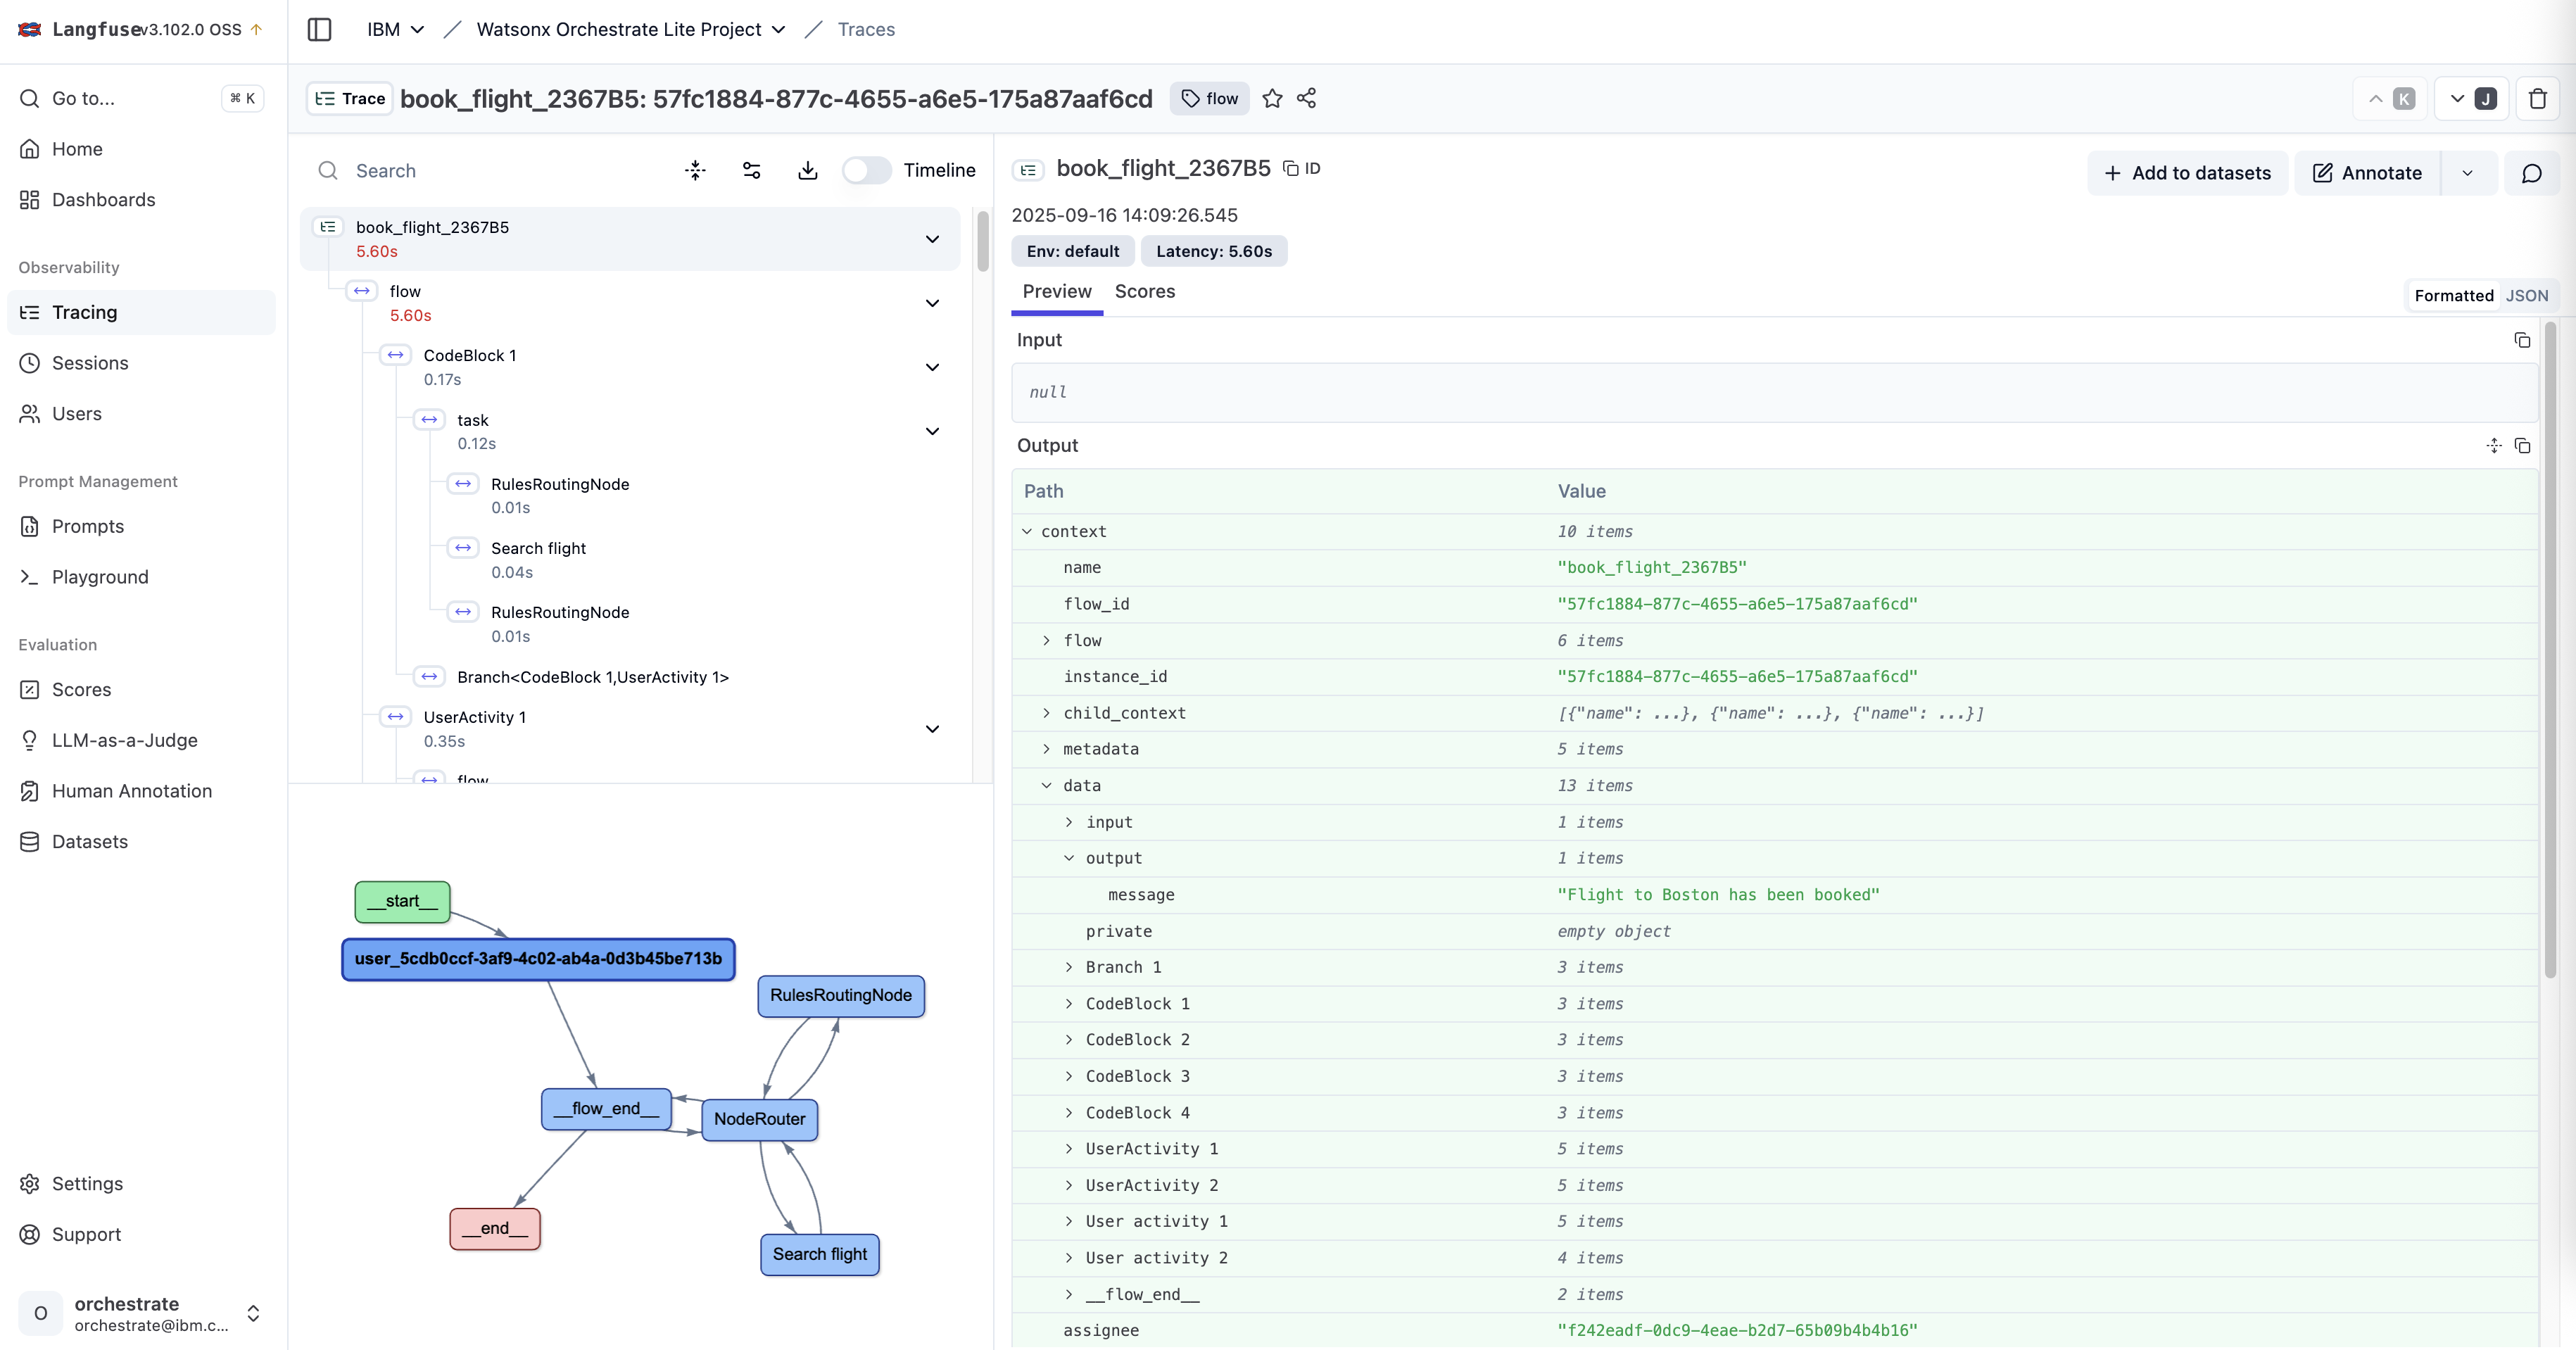 Langfuse v3.102.0 OSS
Go to... ⌘ K
Home
Dashboards
Observability
Tracing
Sessions
Users
Prompt Management
Prompts
Playground
Evaluation
Scores
LLM-as-a-Judge
Human Annotation
Datasets
Settings
Support
O
orchestrate
orchestrate@ibm.c...
IBM / Watsonx Orchestrate Lite Project / Traces
Trace book_flight_2367B5: 57fc1884-877c-4655-a6e5-175a87aaf6cd flow
K J
Search Timeline
book_flight_2367B5
5.60s
flow
5.60s
CodeBlock 1
0.17s
task
0.12s
RulesRoutingNode
0.01s
Search flight
0.04s
RulesRoutingNode
0.01s
Branch<CodeBlock 1,UserActivity 1>
UserActivity 1
0.35s
flow
__start__
user_5cdb0ccf-3af9-4c02-ab4a-0d3b45be713b
RulesRoutingNode
__flow_end__
NodeRouter
__end__
Search flight
book_flight_2367B5 ID
Add to datasets
Annotate
2025-09-16 14:09:26.545
Env: default Latency: 5.60s
Preview Scores
Formatted JSON
Input
null
Output
Path Value
context 10 items
name "book_flight_2367B5"
flow_id "57fc1884-877c-4655-a6e5-175a87aaf6cd"
flow 6 items
instance_id "57fc1884-877c-4655-a6e5-175a87aaf6cd"
child_context [{"name": ...}, {"name": ...}, {"name": ...}]
metadata 5 items
data 13 items
input 1 items
output 1 items
message "Flight to Boston has been booked"
private empty object
Branch 1 3 items
CodeBlock 1 3 items
CodeBlock 2 3 items
CodeBlock 3 3 items
CodeBlock 4 3 items
UserActivity 1 5 items
UserActivity 2 5 items
User activity 1 5 items
User activity 2 4 items
__flow_end__ 2 items
assignee "f242eadf-0dc9-4eae-b2d7-65b09b4b4b16"